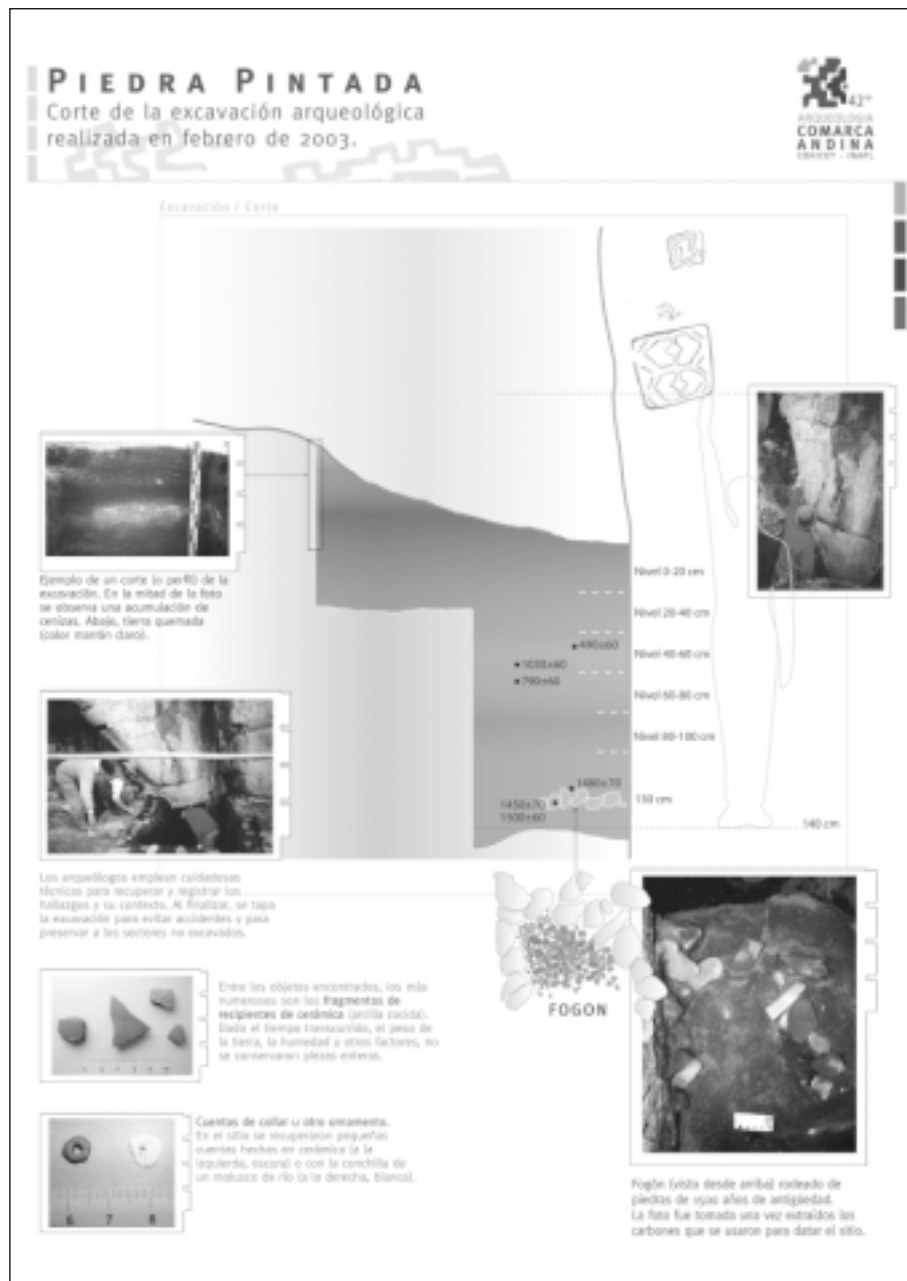 PIEDRA PINTADA
Corte de la excavación arqueológica
realizada en febrero de 2003.
42°
ARQUEOLOGIA
COMARCA
ANDINA
CONICET - INAPL
Excavación / Corte
Ejemplo de un corte (o perfil) de la
excavación. En la mitad de la foto
se observa una acumulación de
cenizas. Abajo, tierra quemada
(color marrón claro).
Nivel 0-20 cm
Nivel 20-40 cm
490±60
Nivel 40-60 cm
1030±60
790±60
Nivel 60-80 cm
Nivel 80-100 cm
1480±70
1450±70
1500±60
130 cm
140 cm
Los arqueólogos emplean cuidadosas
técnicas para recuperar y registrar los
hallazgos y su contexto. Al finalizar, se tapa
la excavación para evitar accidentes y para
preservar a los sectores no excavados.
FOGON
Entre los objetos encontrados, los más
numerosos son los fragmentos de
recipientes de cerámica (arcilla cocida).
Dado el tiempo transcurrido, el peso de
la tierra, la humedad y otros factores, no
se conservaron piezas enteras.
Cuentas de collar u otro ornamento.
En el sitio se recuperaron pequeñas
cuentas hechas en cerámica (a la
izquierda, oscura) o con la conchilla de
un molusco de río (a la derecha, blanca).
6 7 8
Fogón (visto desde arriba) rodeado de
piedras de 1500 años de antigüedad.
La foto fue tomada una vez extraídos los
carbones que se usaron para datar el sitio.